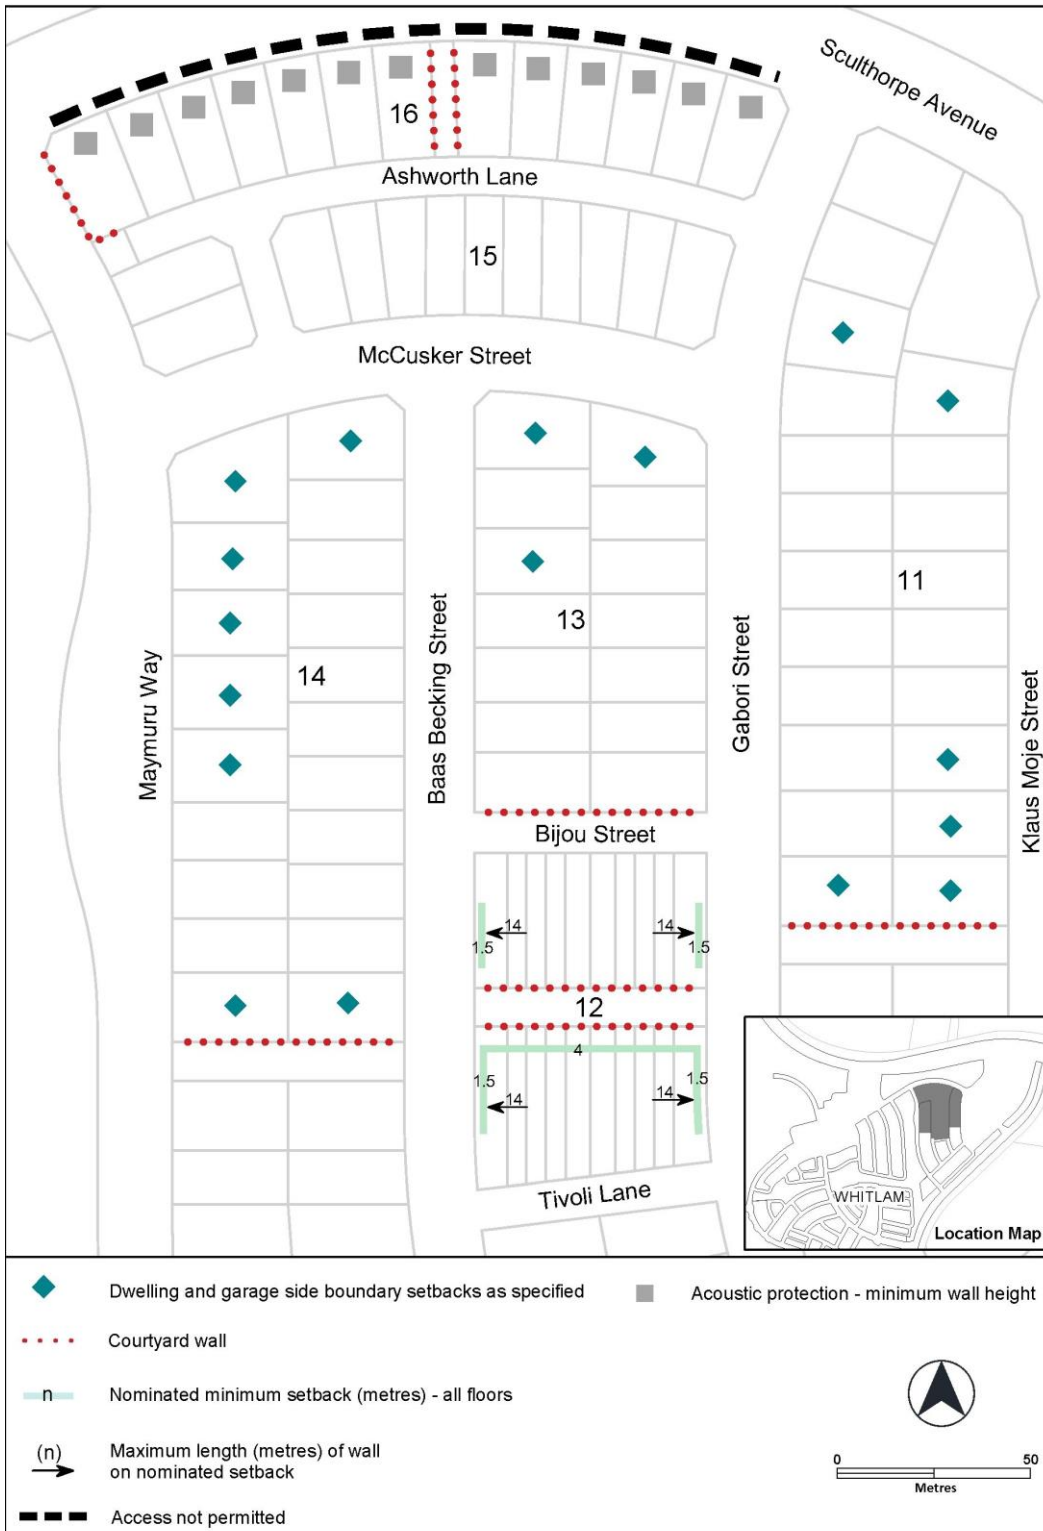 Sculthorpe Avenue
16
Ashworth Lane
15
McCusker Street
11
13
14
Maymuru Way
Baas Becking Street
Gabori Street
Klaus Moje Street
Bijou Street
14
14
1.5
1.5
12
4
1.5
1.5
14
14
Tivoli Lane
WHITLAM
Location Map
Dwelling and garage side boundary setbacks as specified
Acoustic protection - minimum wall height
Courtyard wall
n
Nominated minimum setback (metres) - all floors
(n)
Maximum length (metres) of wall
on nominated setback
Access not permitted
0
50
Metres